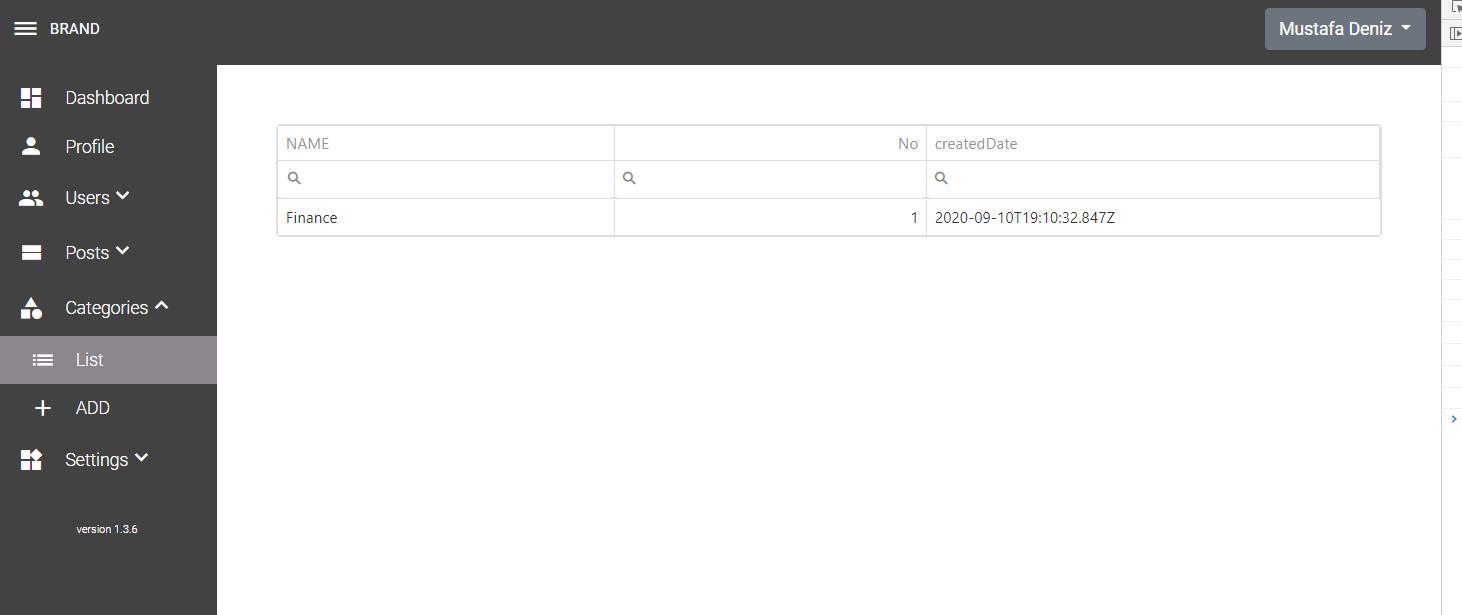 BRAND
Mustafa Deniz
Dashboard
Profile
Users
Posts
Categories
List
ADD
Settings
version 1.3.6
NAME No createdDate
Finance 1 2020-09-10T19:10:32.847Z